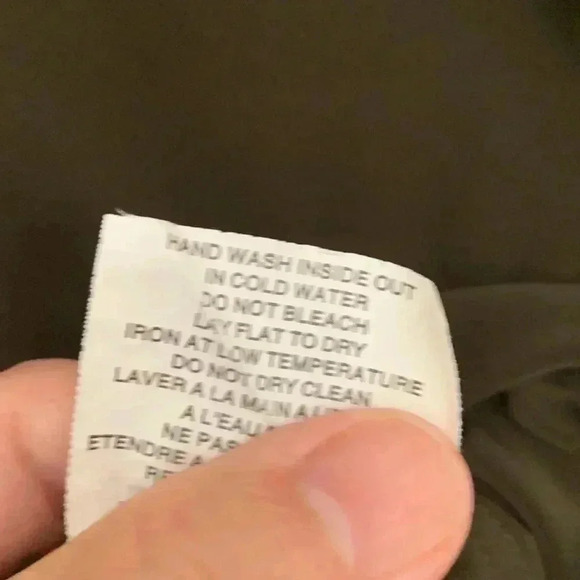 HAND WASH INSIDE OUT
IN COLD WATER
DO NOT BLEACH
LAY FLAT TO DRY
IRON AT LOW TEMPERATURE
DO NOT DRY CLEAN
LAVER A LA MAIN A
A L'EAU
NE PAS
ETENDRE A